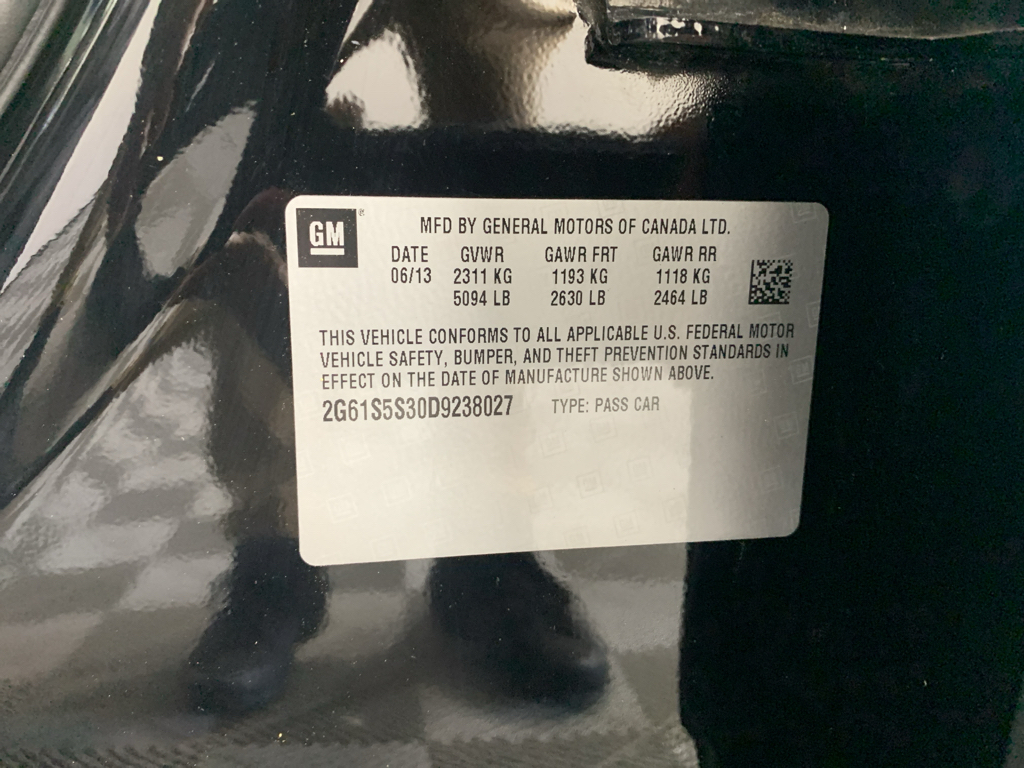 GM
®
MFD BY GENERAL MOTORS OF CANADA LTD.
DATE GVWR GAWR FRT GAWR RR
06/13 2311 KG 1193 KG 1118 KG
5094 LB 2630 LB 2464 LB
THIS VEHICLE CONFORMS TO ALL APPLICABLE U.S. FEDERAL MOTOR
VEHICLE SAFETY, BUMPER, AND THEFT PREVENTION STANDARDS IN
EFFECT ON THE DATE OF MANUFACTURE SHOWN ABOVE.
2G61S5S30D9238027 TYPE: PASS CAR